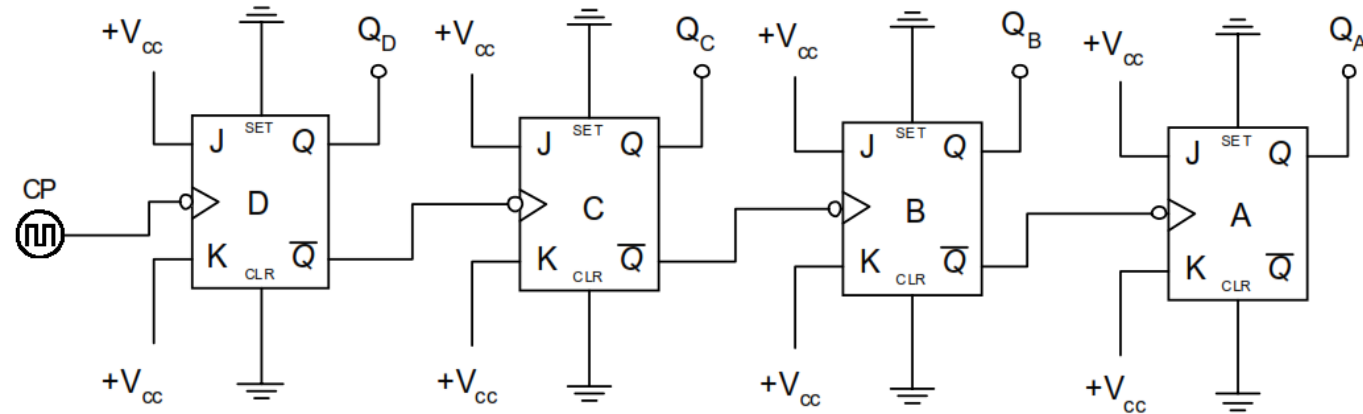 +Vcc QD +Vcc QC +Vcc QB +Vcc QA
J SET Q J SET Q J SET Q J SET Q
CP D C B A
K CLR Q̅ K CLR Q̅ K CLR Q̅ K CLR Q̅
+Vcc +Vcc +Vcc +Vcc